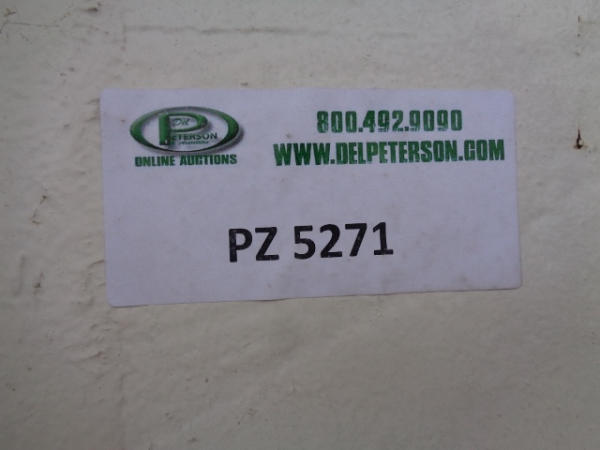 Del
PETERSON
ONLINE AUCTIONS
800.492.9090
WWW.DELPETERSON.COM
PZ 5271